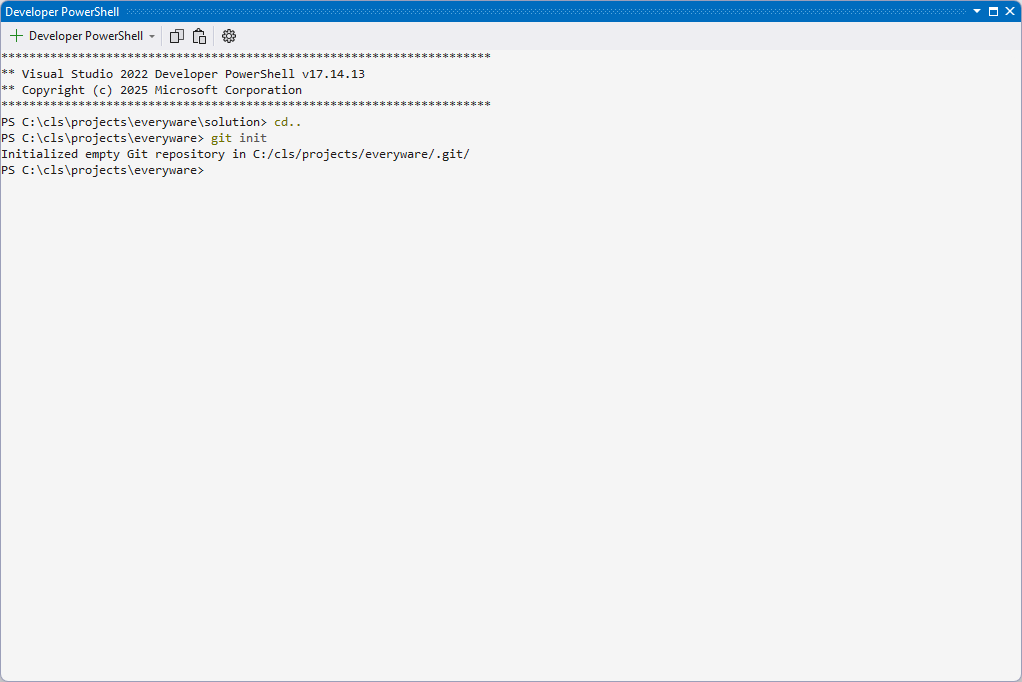 Developer PowerShell
Developer PowerShell
**********************************************************************
** Visual Studio 2022 Developer PowerShell v17.14.13
** Copyright (c) 2025 Microsoft Corporation
**********************************************************************
PS C:\cls\projects\everyware\solution> cd..
PS C:\cls\projects\everyware> git init
Initialized empty Git repository in C:/cls/projects/everyware/.git/
PS C:\cls\projects\everyware>